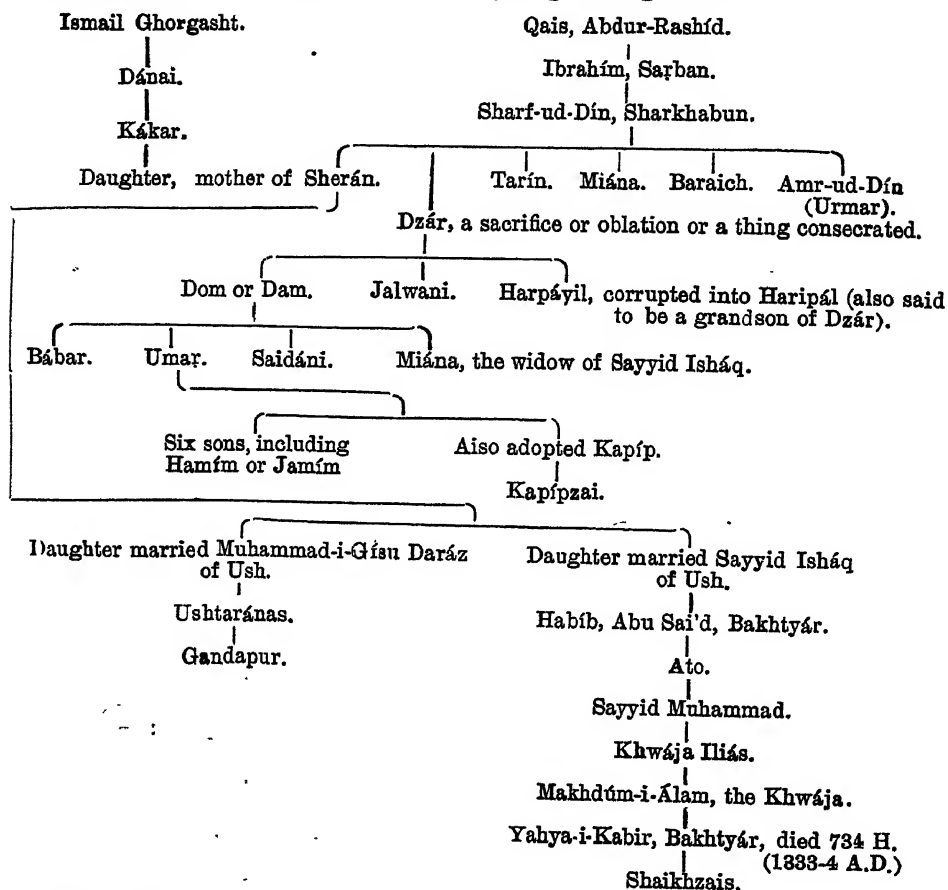 Ismail Ghorgasht.
Qais, Abdur-Rashíd.
Ibrahím, Saṛban.
Dánai.
Sharf-ud-Dín, Sharkhabun.
Kákar.
Daughter, mother of Sherán.
Tarín. Miána. Baraich. Amr-ud-Dín
(Urmar).
Dzár, a sacrifice or oblation or a thing consecrated.
Dom or Dam. Jalwani. Harpáyil, corrupted into Haripál (also said
to be a grandson of Dzár).
Bábar. Umaṛ. Saidáni. Miána, the widow of Sayyid Isháq.
Six sons, including
Hamím or Jamím
Aiso adopted Kapíp.
Kapípzai.
Daughter married Muhammad-i-Gísu Daráz
of Ush.
Ushtaránas.
Gandapur.
Daughter married Sayyid Isháq
of Ush.
Habíb, Abu Sai'd, Bakhtyár.
Ato.
Sayyid Muhammad.
Khwája Iliás.
Makhdúm-i-Álam, the Khwája.
Yahya-i-Kabir, Bakhtyár, died 734 H.
(1333-4 A.D.)
Shaikhzais.